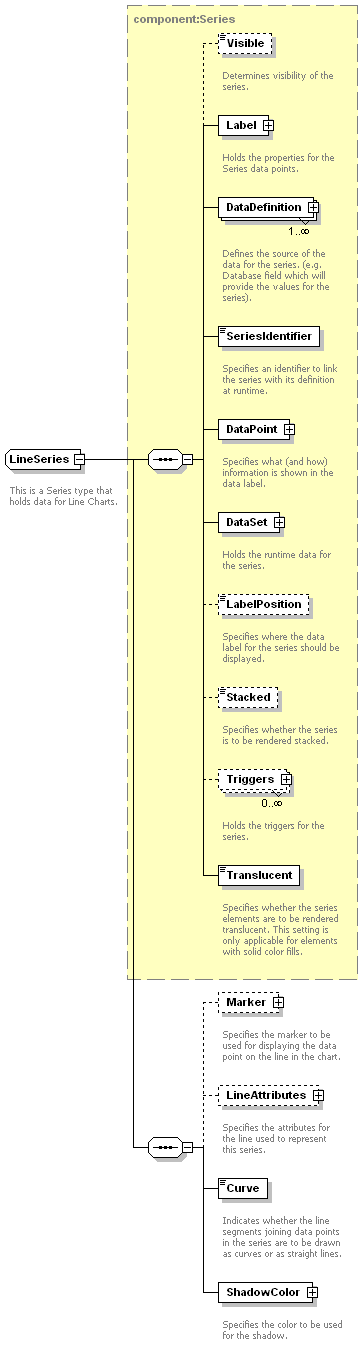 component:Series
Visible
Determines visibility of the
series.
Label
Holds the properties for the
Series data points.
DataDefinition
1..∞
Defines the source of the
data for the series. (e.g.
Database field which will
provide the values for the
series).
SeriesIdentifier
Specifies an identifier to link
the series with its definition
at runtime.
DataPoint
Specifies what (and how)
information is shown in the
data label.
LineSeries
This is a Series type that
holds data for Line Charts.
DataSet
Holds the runtime data for
the series.
LabelPosition
Specifies where the data
label for the series should be
displayed.
Stacked
Specifies whether the series
is to be rendered stacked.
Triggers
0..∞
Holds the triggers for the
series.
Translucent
Specifies whether the series
elements are to be rendered
translucent. This setting is
only applicable for elements
with solid color fills.
Marker
Specifies the marker to be
used for displaying the data
point on the line in the chart.
LineAttributes
Specifies the attributes for
the line used to represent
this series.
Curve
Indicates whether the line
segments joining data points
in the series are to be drawn
as curves or as straight lines.
ShadowColor
Specifies the color to be used
for the shadow.